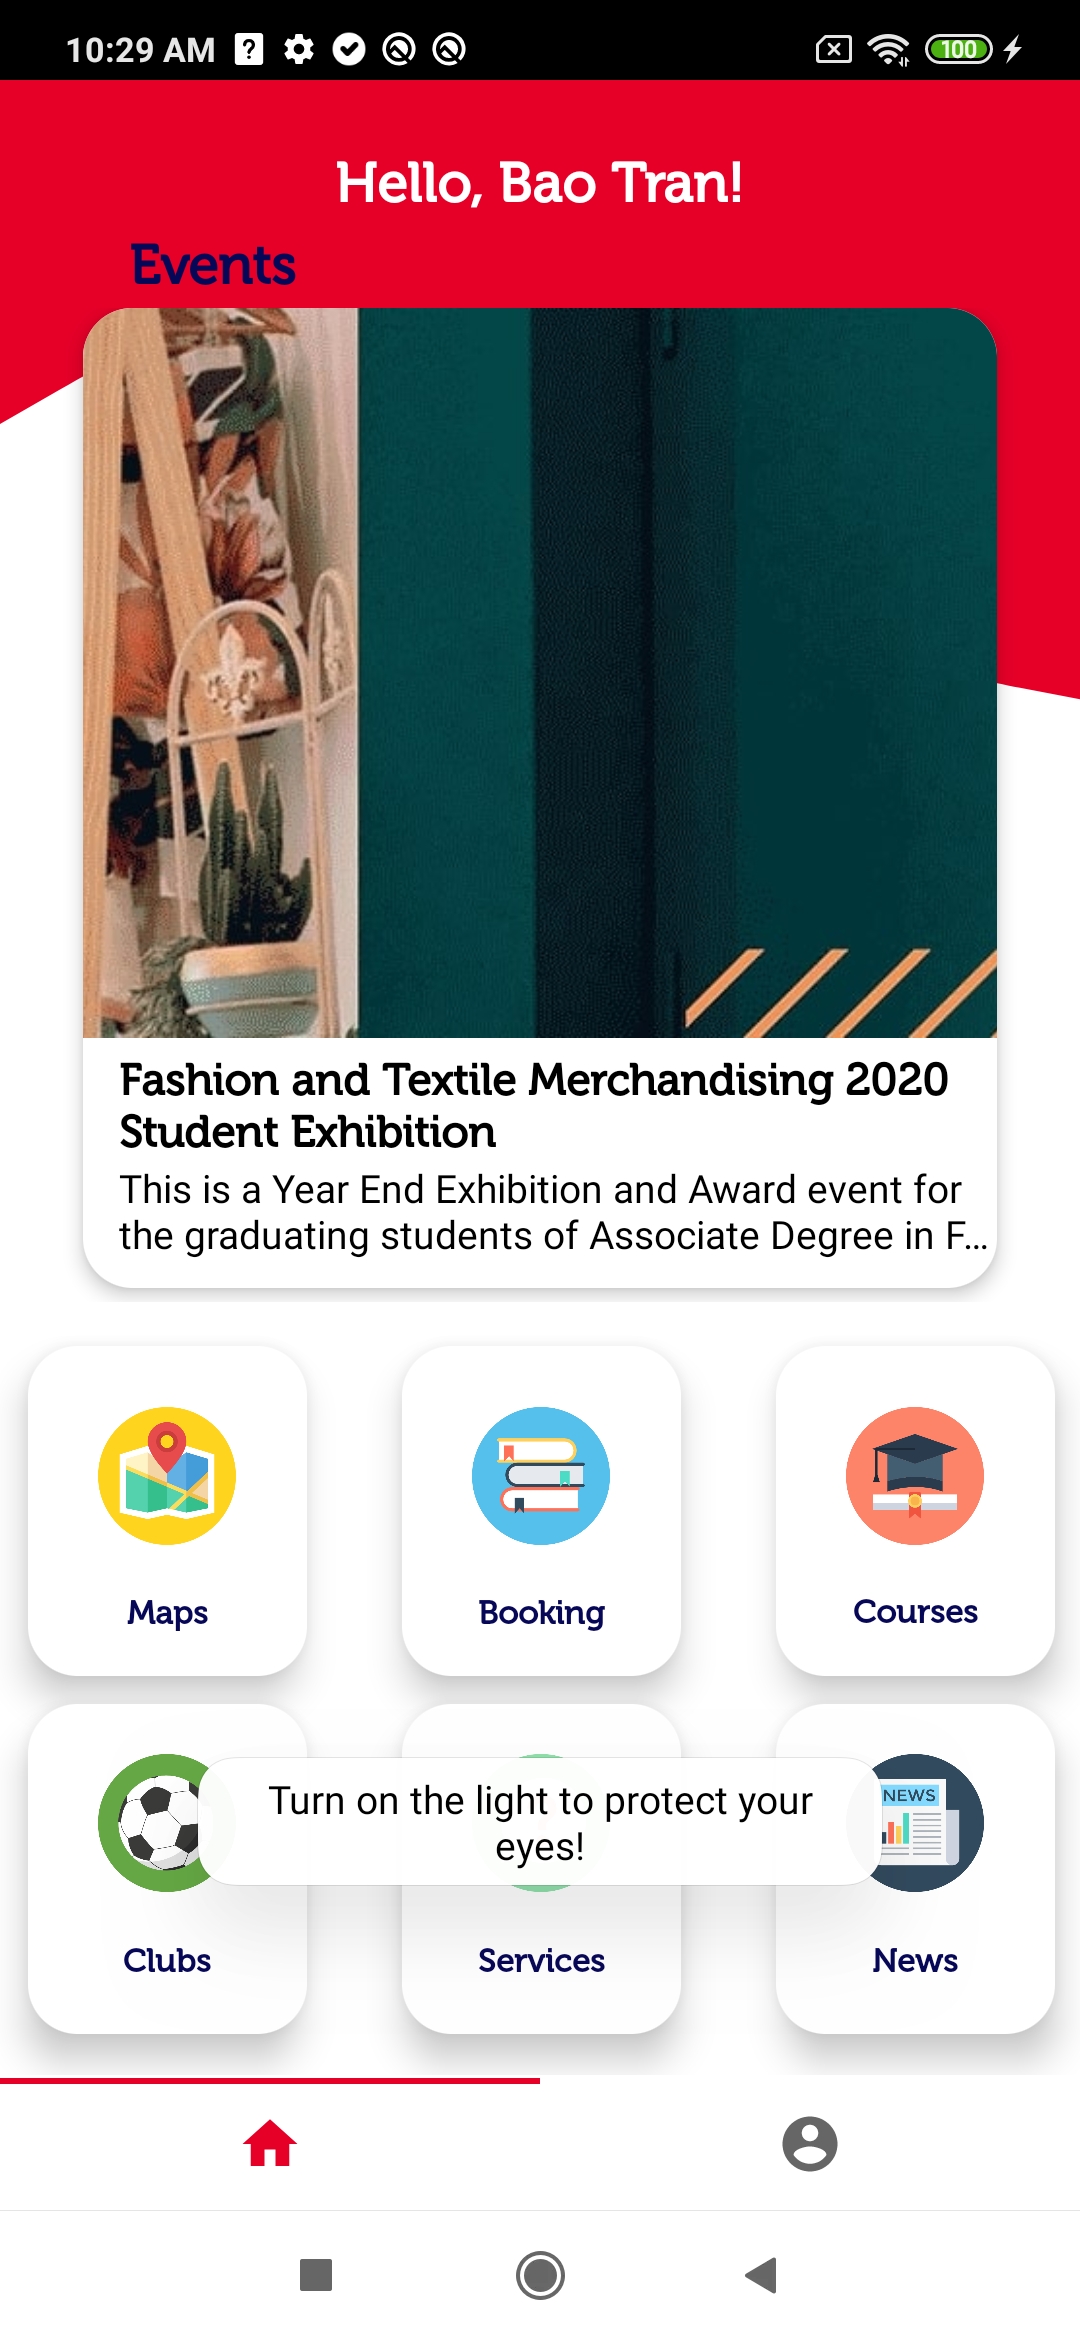 10:29 AM
100
Hello, Bao Tran!
Events
Fashion and Textile Merchandising 2020
Student Exhibition
This is a Year End Exhibition and Award event for
the graduating students of Associate Degree in F...
Maps
Booking
Courses
NEWS
Turn on the light to protect your
eyes!
Clubs
Services
News